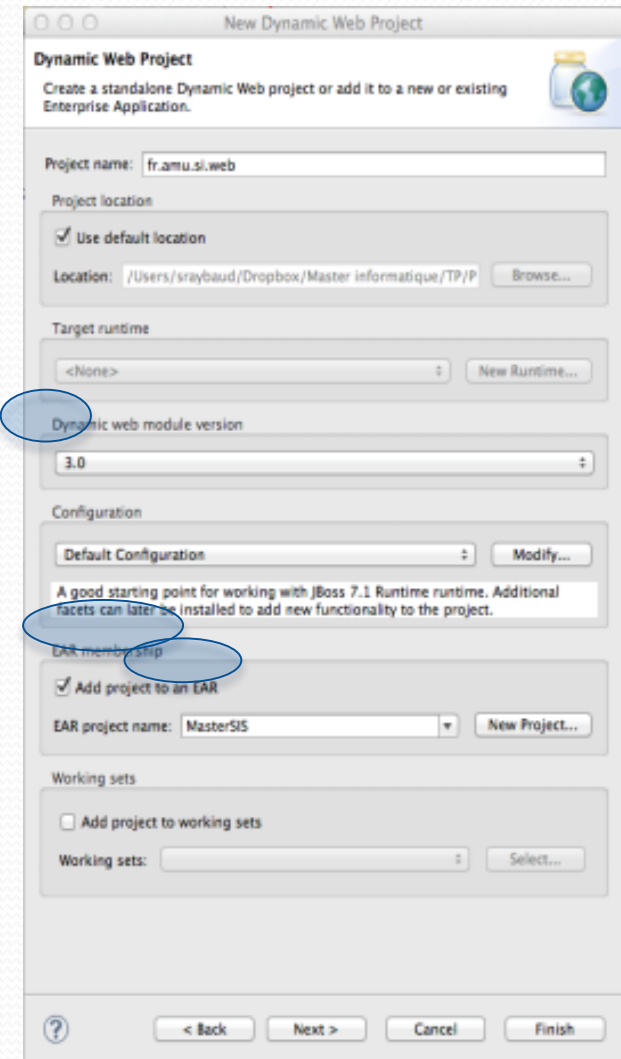 New Dynamic Web Project
Dynamic Web Project
Create a standalone Dynamic Web project or add it to a new or existing
Enterprise Application.
Project name: fr.amu.si.web
Project location
Use default location
Location: /Users/sraybaud/Dropbox/Master informatique/TP/P Browse...
Target runtime
<None> New Runtime...
Dynamic web module version
3.0
Configuration
Default Configuration Modify...
A good starting point for working with JBoss 7.1 Runtime runtime. Additional
facets can later be installed to add new functionality to the project.
EAR membership
Add project to an EAR
EAR project name: MasterSIS New Project...
Working sets
Add project to working sets
Working sets: Select...
? < Back Next > Cancel Finish